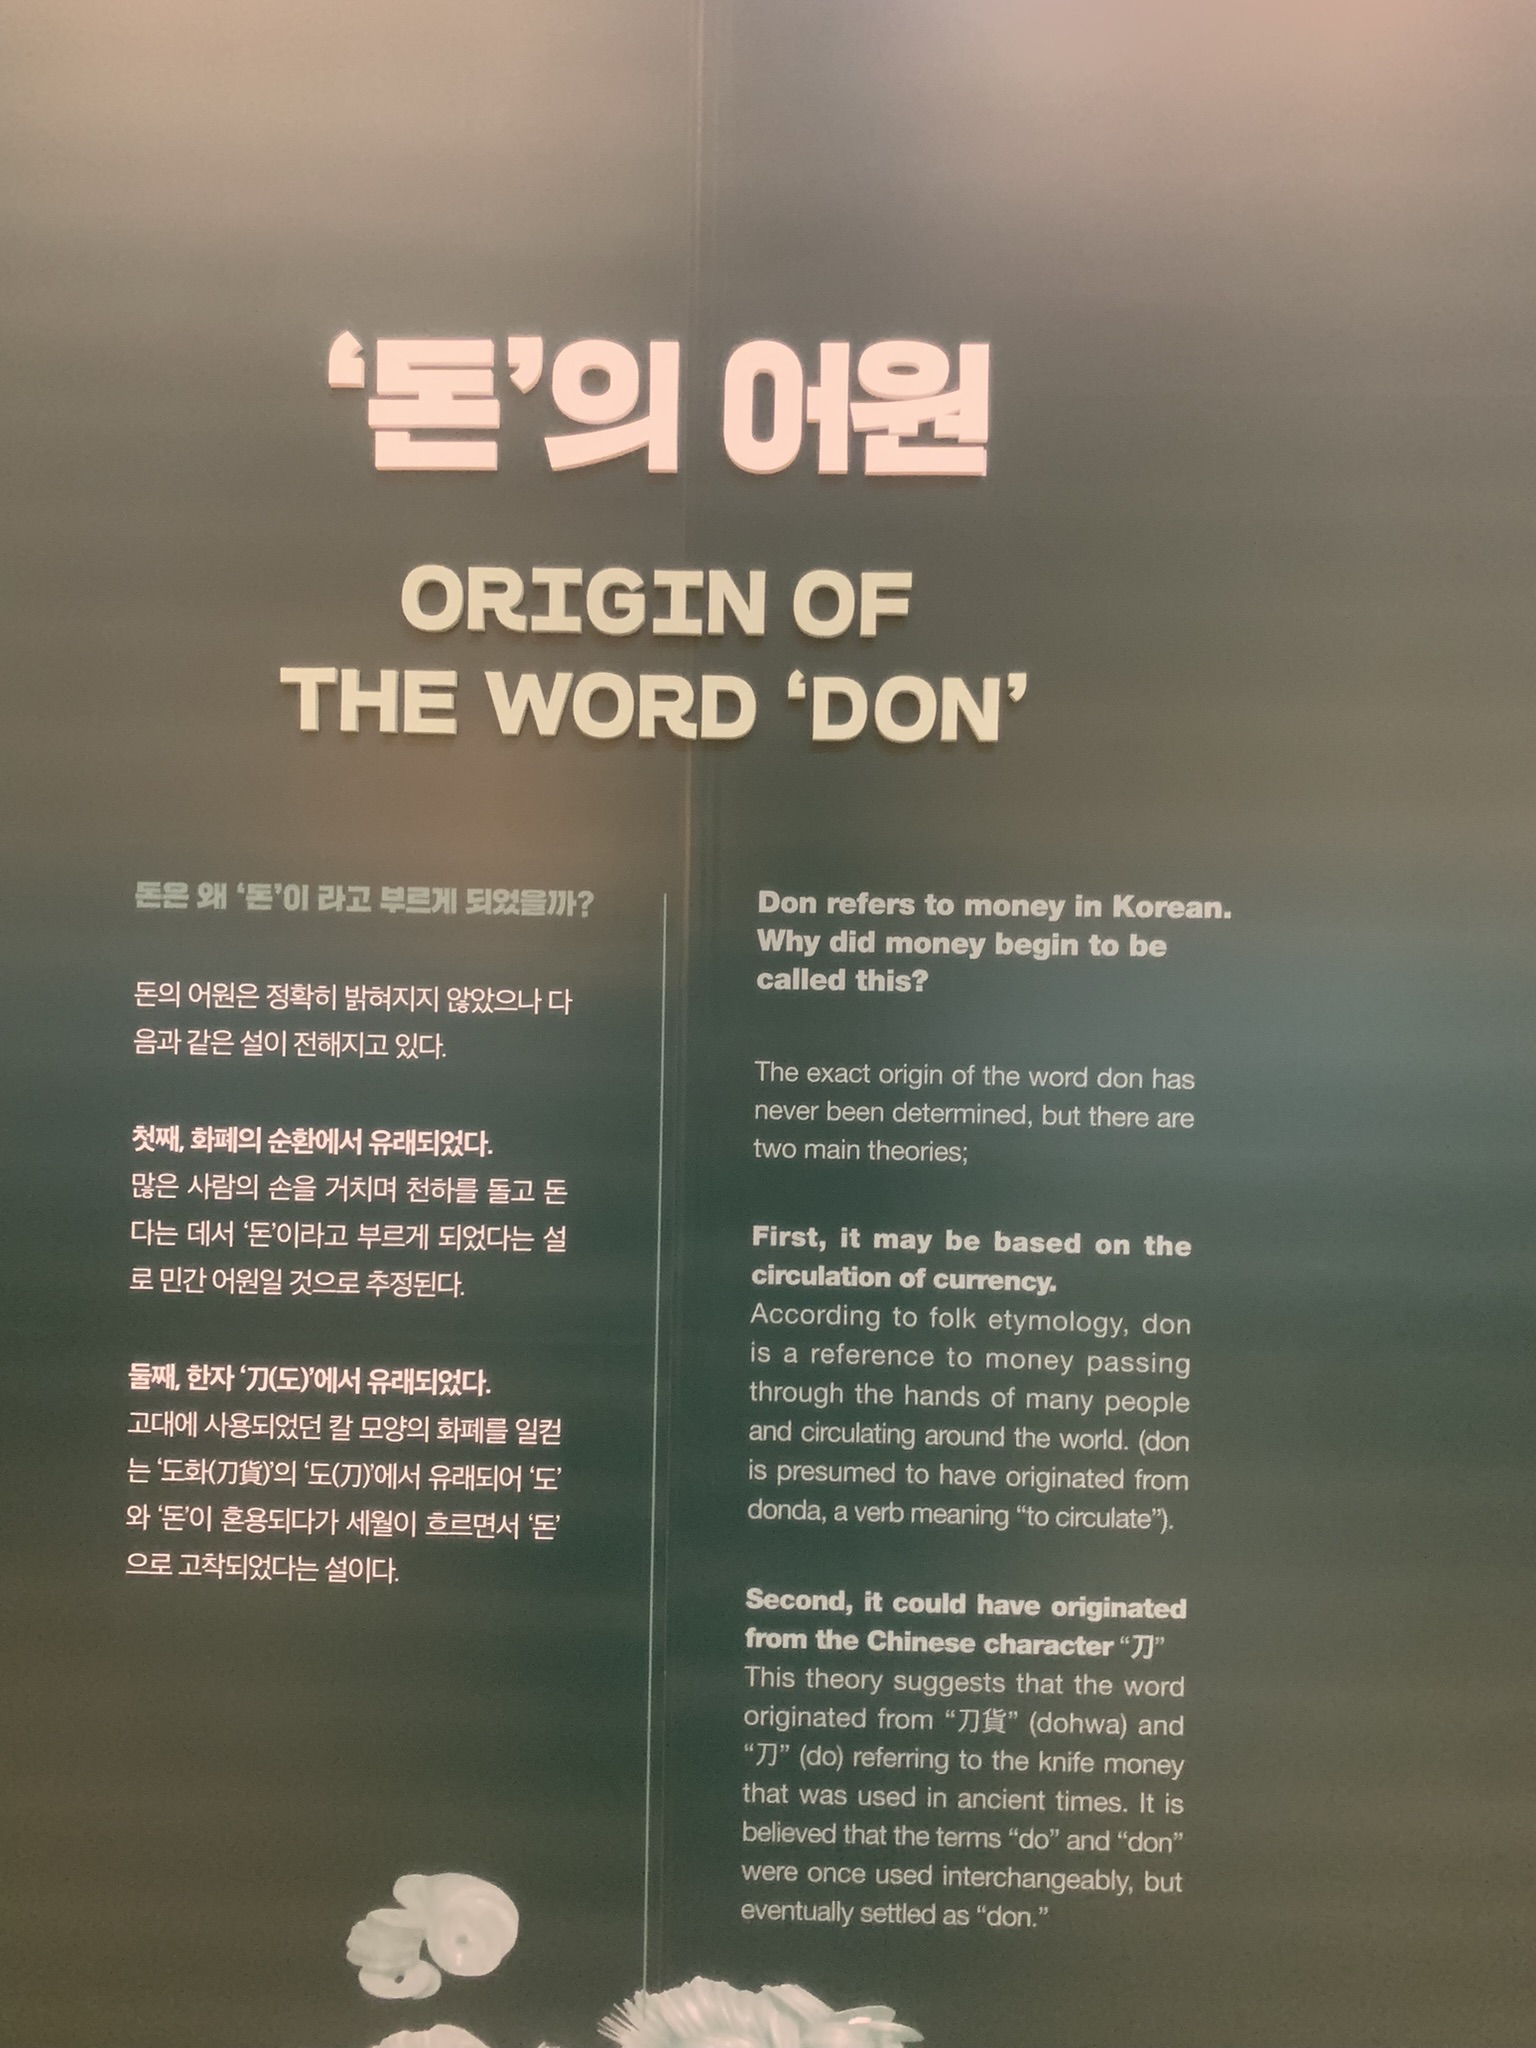 ‘돈’의 어원
ORIGIN OF
THE WORD ‘DON’
돈은 왜 ‘돈’이 라고 부르게 되었을까?
돈의 어원은 정확히 밝혀지지 않았으나 다
음과 같은 설이 전해지고 있다.
첫째, 화폐의 순환에서 유래되었다.
많은 사람의 손을 거치며 천하를 돌고 돈
다는 데서 ‘돈’이라고 부르게 되었다는 설
로 민간 어원일 것으로 추정된다.
둘째, 한자 ‘刀(도)’에서 유래되었다.
고대에 사용되었던 칼 모양의 화폐를 일컫
는 ‘도화(刀貨)’의 ‘도(刀)’에서 유래되어 ‘도’
와 ‘돈’이 혼용되다가 세월이 흐르면서 ‘돈’
으로 고착되었다는 설이다.
Don refers to money in Korean.
Why did money begin to be
called this?
The exact origin of the word don has
never been determined, but there are
two main theories;
First, it may be based on the
circulation of currency.
According to folk etymology, don
is a reference to money passing
through the hands of many people
and circulating around the world. (don
is presumed to have originated from
donda, a verb meaning “to circulate”).
Second, it could have originated
from the Chinese character “刀”
This theory suggests that the word
originated from “刀貨” (dohwa) and
“刀” (do) referring to the knife money
that was used in ancient times. It is
believed that the terms “do” and “don”
were once used interchangeably, but
eventually settled as “don.”